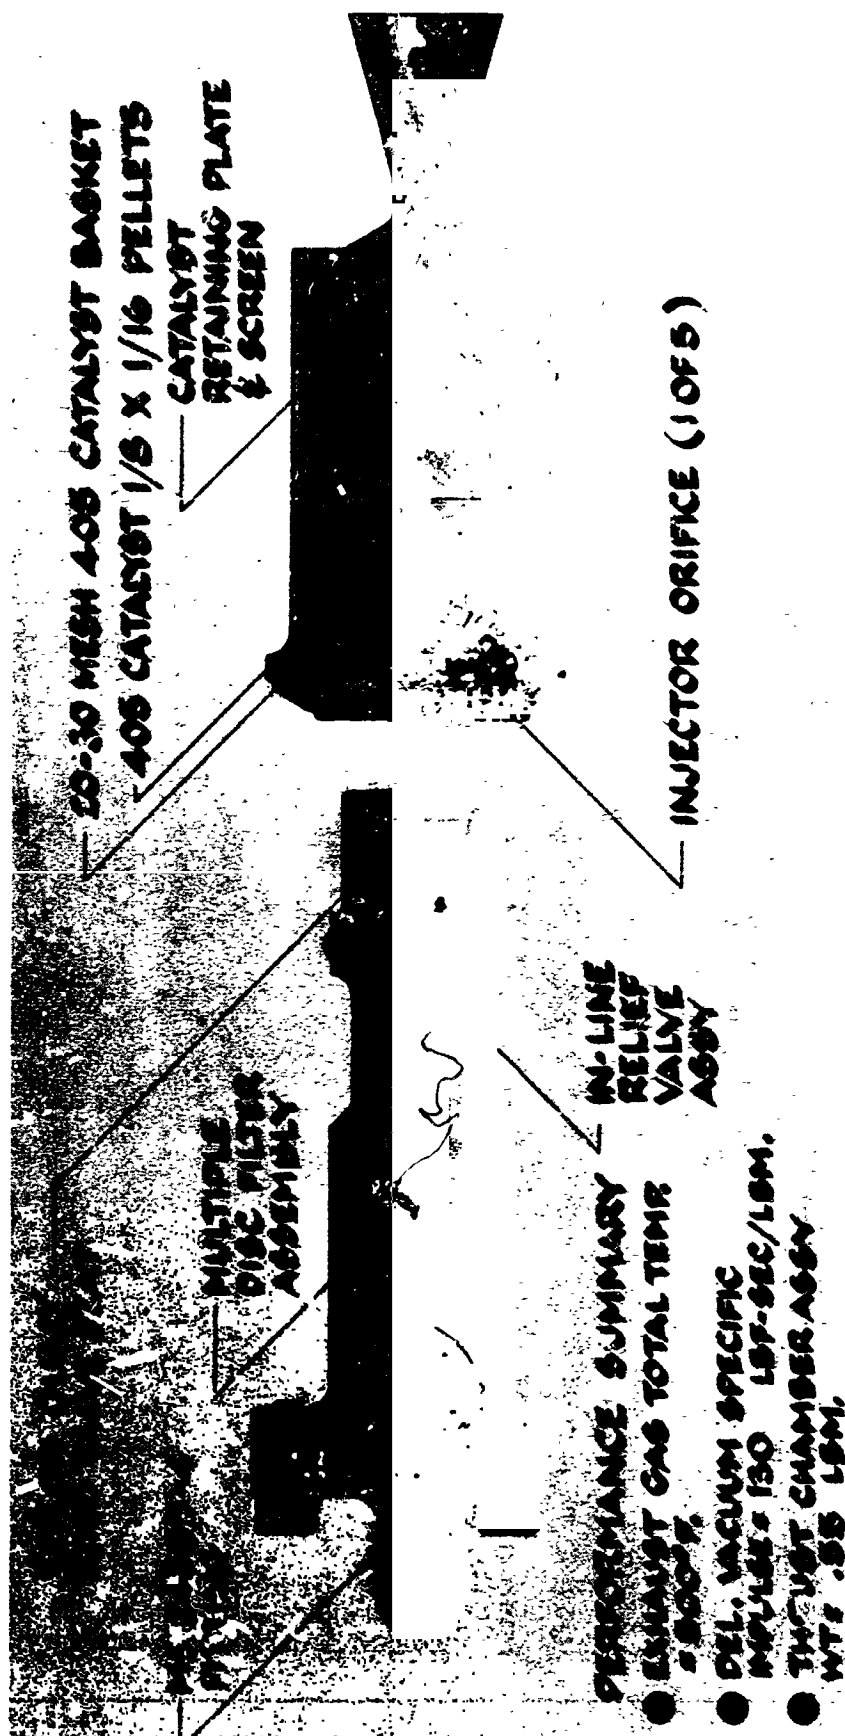 20-30 MESH 405 CATALYST BASKET
405 CATALYST 1/8 X 1/16 PELLETS
CATALYST
RETAINING PLATE
& SCREEN
MULTIPLE
DISC FILTER
ASSEMBLY
IN-LINE
RELIEF
VALVE
ASSY
INJECTOR ORIFICE (1 OF 5)
PERFORMANCE SUMMARY
● EXHAUST GAS TOTAL TEMP.
● DEL. VACUUM SPECIFIC
IMPULSE = 130 LBF-SEC/LBM.
● THRUST CHAMBER ASSY
WT = .55 LBM.